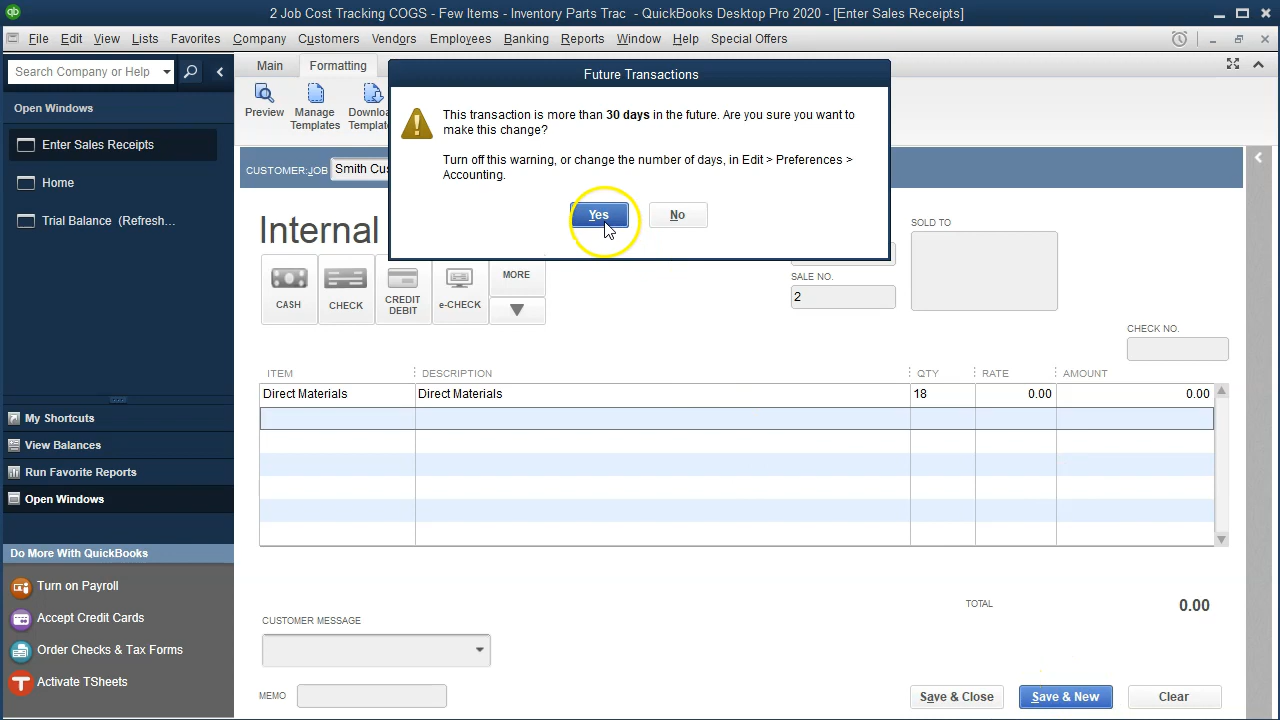 qb
2 Job Cost Tracking COGS - Few Items - Inventory Parts Trac - QuickBooks Desktop Pro 2020 - [Enter Sales Receipts]
File Edit View Lists Favorites Company Customers Vendors Employees Banking Reports Window Help Special Offers
Search Company or Help
Open Windows
Enter Sales Receipts
Home
Trial Balance (Refresh...
My Shortcuts
View Balances
Run Favorite Reports
Open Windows
Do More With QuickBooks
Turn on Payroll
Accept Credit Cards
Order Checks & Tax Forms
Activate TSheets
Main Formatting
Preview
Manage
Templates
Downlo
Templat
CUSTOMER:JOB Smith Cus
Future Transactions
This transaction is more than 30 days in the future. Are you sure you want to
make this change?
Turn off this warning, or change the number of days, in Edit > Preferences >
Accounting.
Yes No
Internal
CASH
CHECK
CREDIT
DEBIT
e-CHECK
MORE
SALE NO.
2
SOLD TO
CHECK NO.
ITEM DESCRIPTION QTY RATE AMOUNT
Direct Materials Direct Materials 18 0.00 0.00
TOTAL 0.00
CUSTOMER MESSAGE
MEMO
Save & Close Save & New Clear